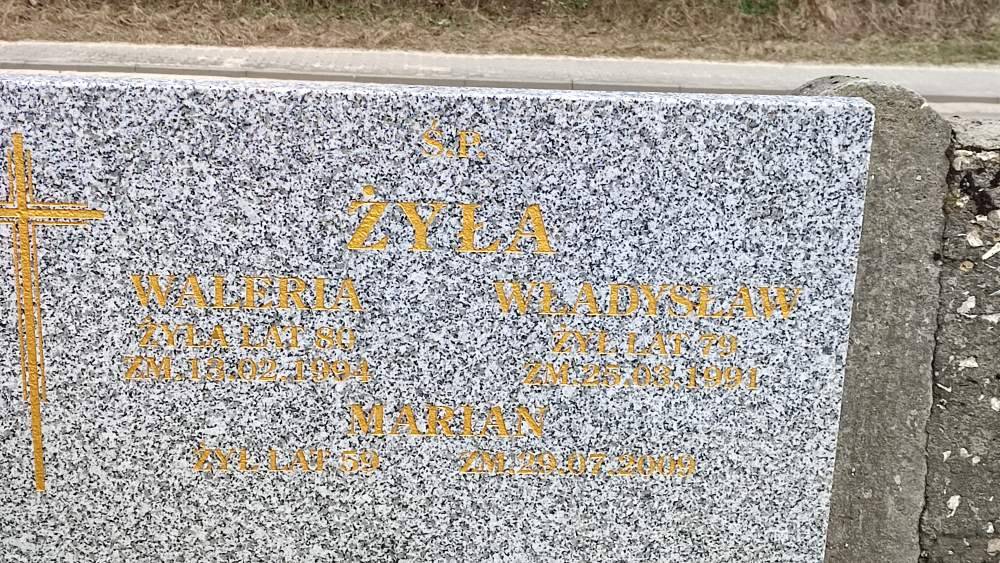 Ś.P.
ŻYŁA
WALERIA WŁADYSŁAW
ŻYŁA LAT 80 ŻYŁ LAT 79
ZM.13.02.1994 ZM.25.03.1991
MARIAN
ŻYŁ LAT 59 ZM.29.07.2009